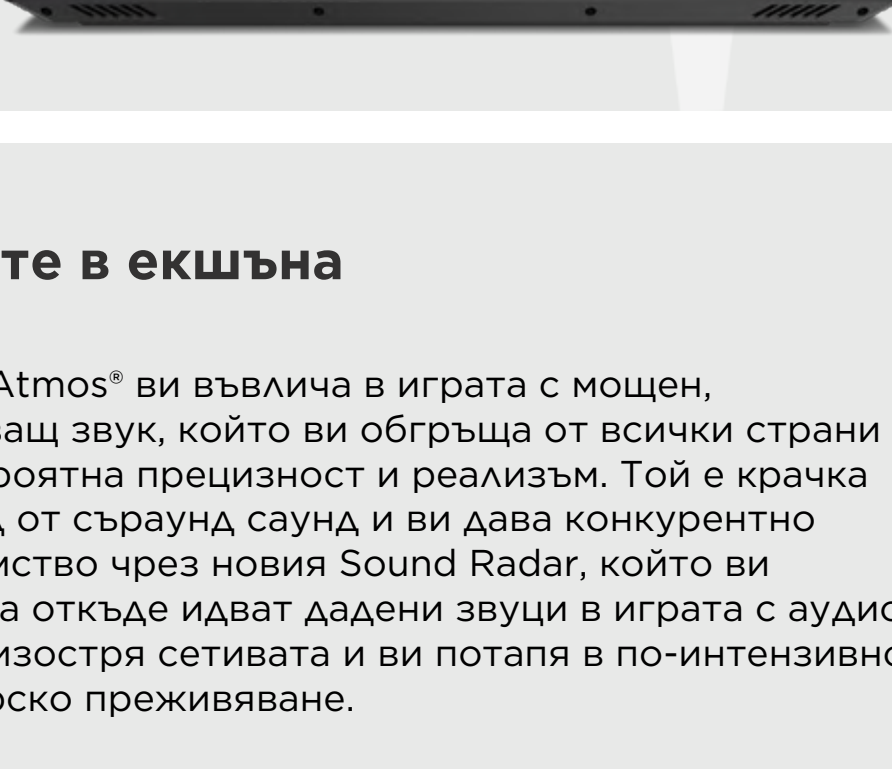 те в екшъна
Atmos® ви въвлича в играта с мощен,
ващ звук, който ви обгръща от всички страни
роятна прецизност и реализъм. Той е крачка
от съраунд саунд и ви дава конкурентно
мство чрез новия Sound Radar, който ви
а откъде идват дадени звуци в играта с аудио
изостря сетивата и ви потапя в по-интензивно
рско преживяване.